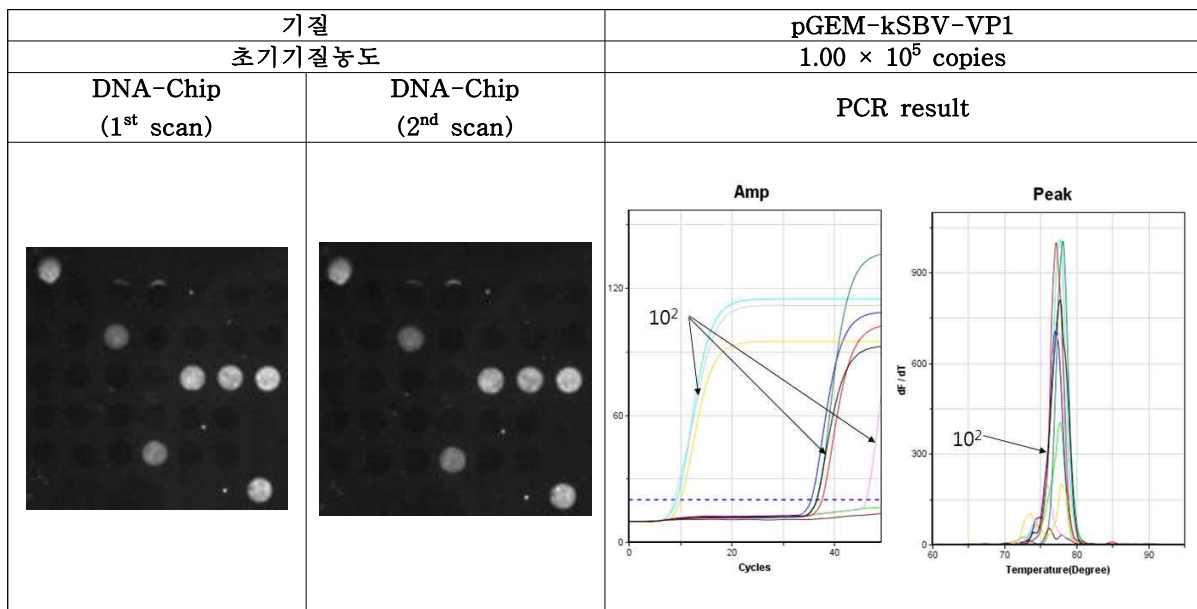 기질
pGEM-kSBV-VP1
초기기질농도
1.00 × 10⁵ copies
DNA-Chip
(1ˢᵗ scan)
DNA-Chip
(2ⁿᵈ scan)
PCR result
Amp
120
60
0
0
20
40
Cycles
10²
Peak
900
600
300
0
60
70
80
90
dF / dT
Temperature(Degree)
10²